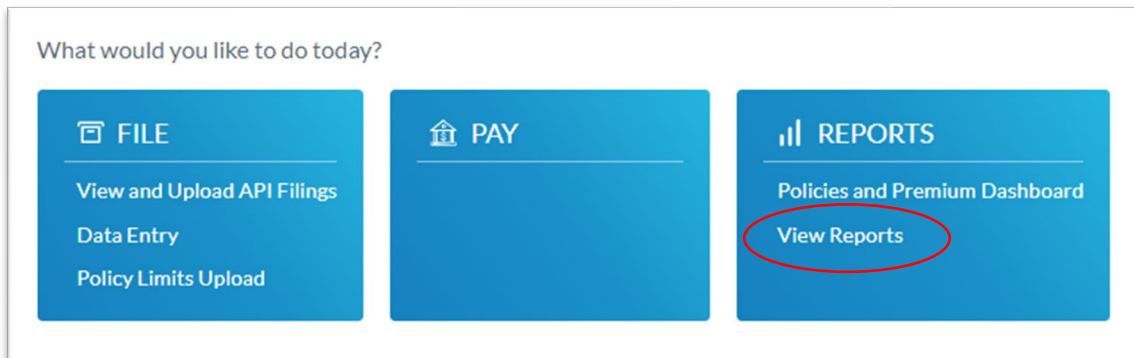 What would you like to do today?
FILE
View and Upload API Filings
Data Entry
Policy Limits Upload
PAY
REPORTS
Policies and Premium Dashboard
View Reports